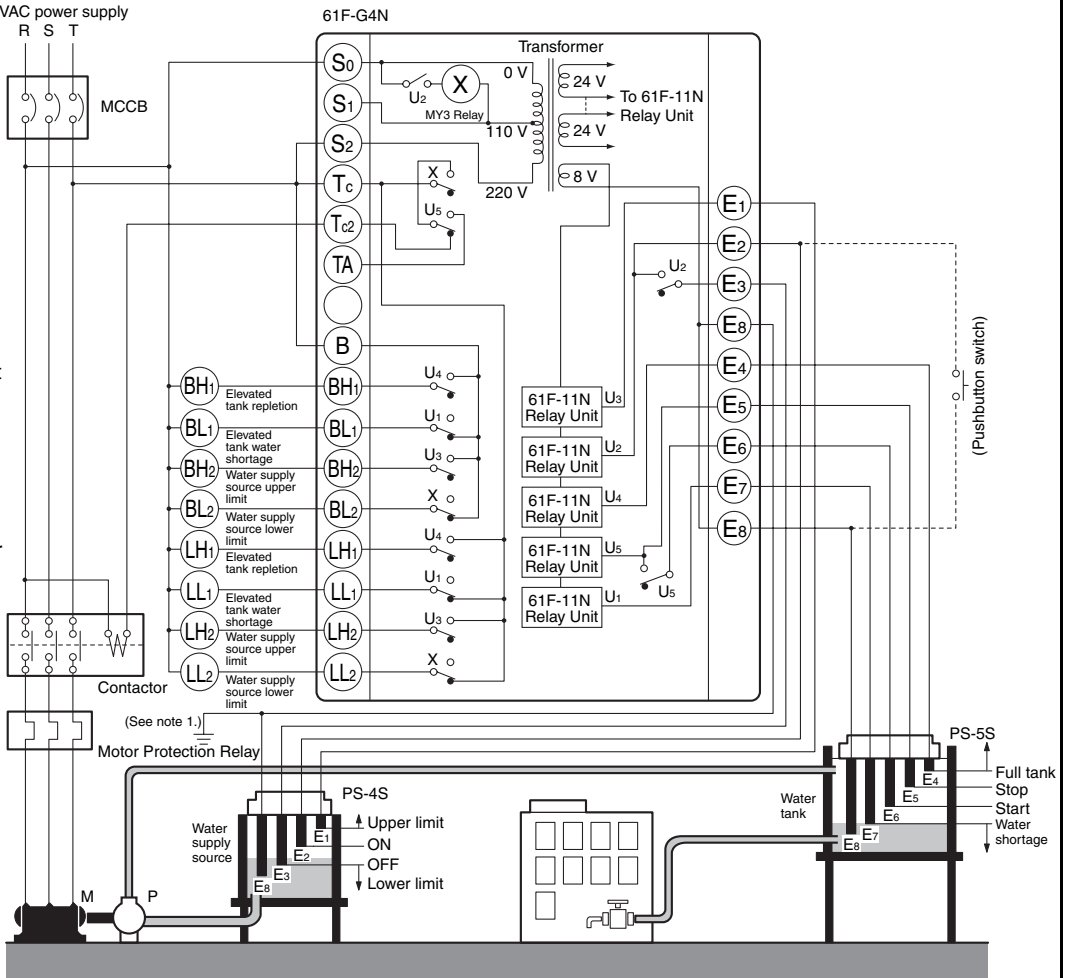 VAC power supply
R S T
61F-G4N
MCCB
S0
S1
S2
Tc
Tc2
TA
B
BH1
BL1
BH2
BL2
LH1
LL1
LH2
LL2
U2
X
MY3 Relay
Transformer
0 V
110 V
220 V
24 V
24 V
8 V
To 61F-11N
Relay Unit
X
U5
U4
U1
U3
X
U4
U1
U3
X
61F-11N
Relay Unit
U3
61F-11N
Relay Unit
U2
61F-11N
Relay Unit
U4
61F-11N
Relay Unit
U5
61F-11N
Relay Unit
U1
U2
U5
E1
E2
E3
E8
E4
E5
E6
E7
E8
(Pushbutton switch)
BH1
Elevated
tank repletion
BL1
Elevated
tank water
shortage
BH2
Water supply
source upper
limit
BL2
Water supply
source lower
limit
LH1
Elevated
tank repletion
LL1
Elevated
tank water
shortage
LH2
Water supply
source upper
limit
LL2
Water supply
source lower
limit
Contactor
(See note 1.)
Motor Protection Relay
M
P
PS-4S
Water
supply
source
E1
E2
E3
E8
Upper limit
ON
OFF
Lower limit
PS-5S
Water
tank
E4
E5
E6
E7
E8
Full tank
Stop
Start
Water
shortage